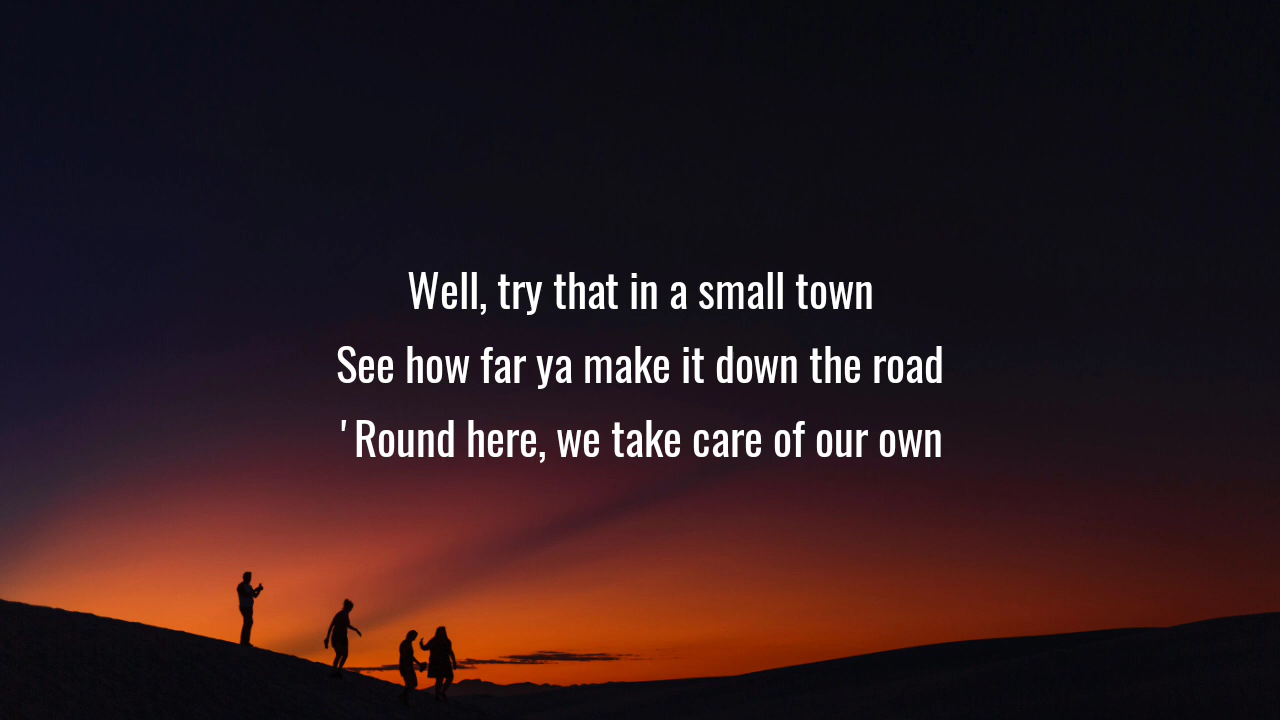 Well, try that in a small town
See how far ya make it down the road
'Round here, we take care of our own